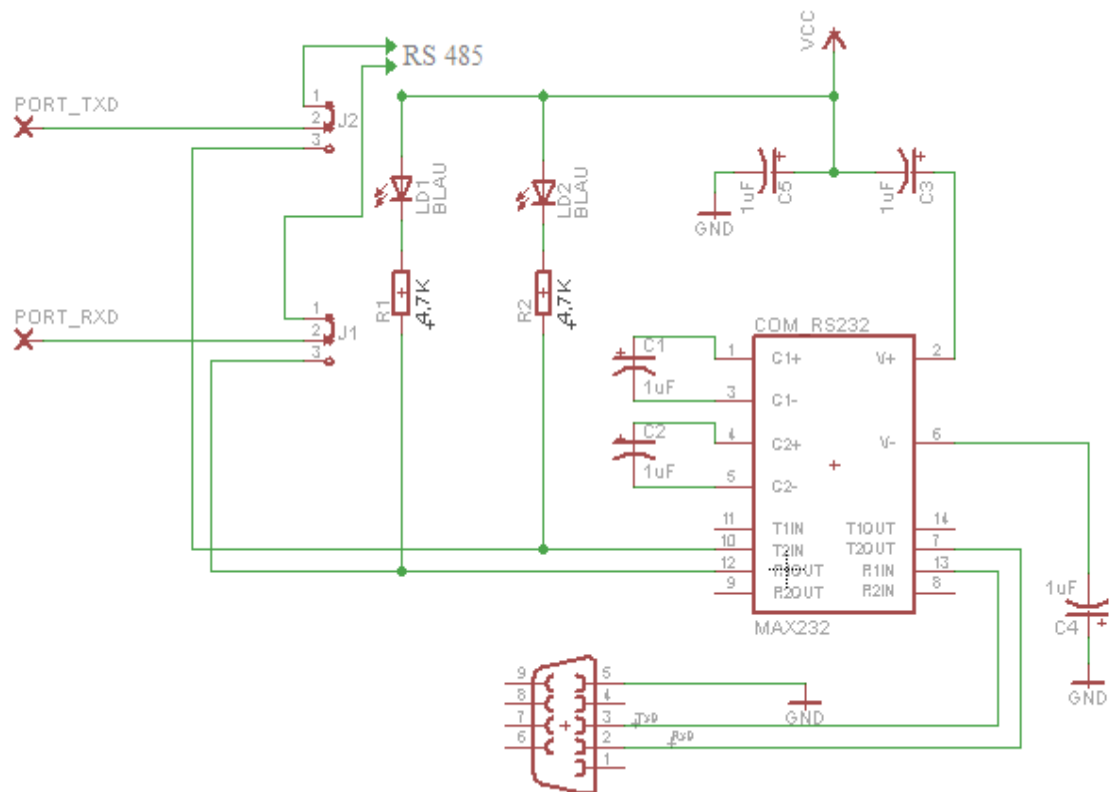 RS 485
VCC
PORT_TXD
1
2
3
J2
LD1
BLAU
LD2
BLAU
1uF
C5
1uF
C3
GND
R1
4,7K
R2
4,7K
PORT_RXD
1
2
3
J1
COM_RS232
C1
1uF
1
C1+
V+
2
3
C1-
C2
1uF
4
C2+
V-
6
5
C2-
11
T1IN
T1OUT
14
10
T2IN
T2OUT
7
12
R1OUT
R1IN
13
9
R2OUT
R2IN
8
MAX232
1uF
C4
GND
9
8
7
6
5
4
3
2
1
TXD
RXD
GND